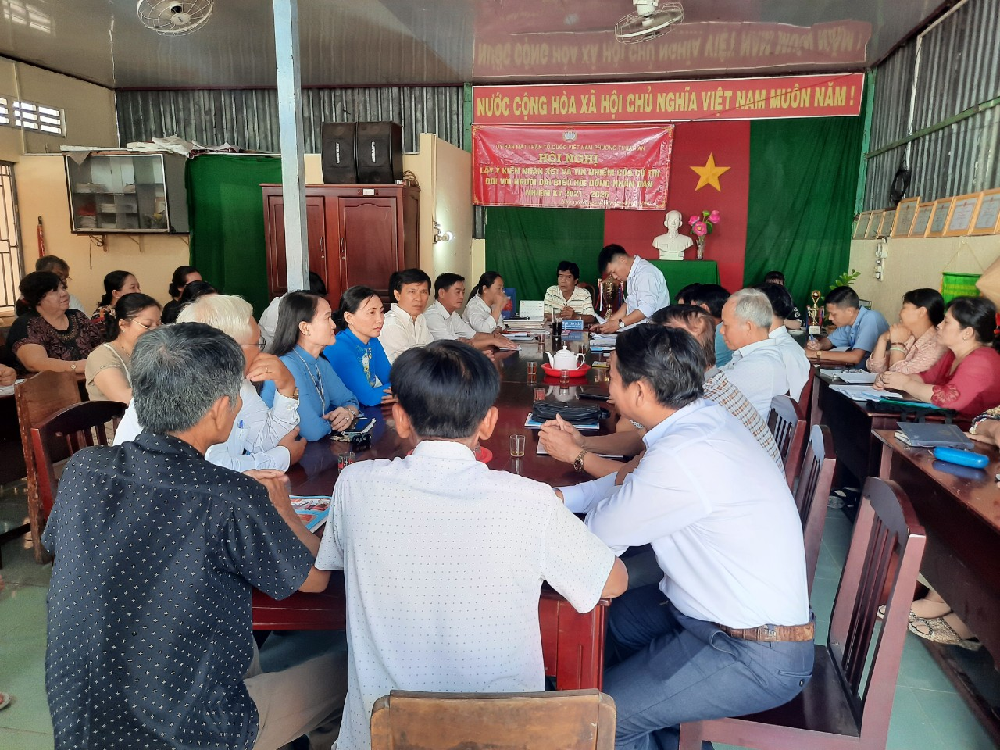 NƯỚC CỘNG HÒA XÃ HỘI CHỦ NGHĨA VIỆT NAM MUÔN NĂM !
ỦY BAN MẶT TRẬN TỔ QUỐC VIỆT NAM PHƯỜNG THUẬN AN
HỘI NGHỊ
LẤY Ý KIẾN NHẬN XÉT VÀ TÍN NHIỆM CỦA CỬ TRI
ĐỐI VỚI NGƯỜI ĐẠI BIỂU HỘI ĐỒNG NHÂN DÂN
NHIỆM KỲ 2021 - 2026